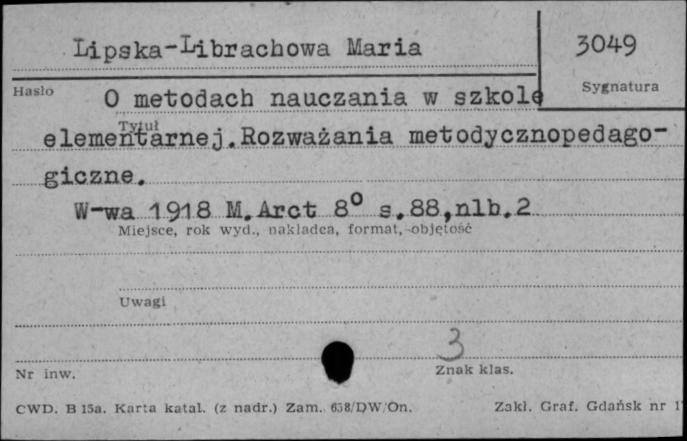 Lipska-Librachowa Maria
3049
Hasło
Sygnatura
O metodach nauczania w szkole
Tytuł
elementarnej.Rozważania metodycznopedago-
giczne.
W-wa 1918 M.Arct 8° s.88,nlb.2
Miejsce, rok wyd., nakładca, format, objętość
Uwagi
3
Nr inw.
Znak klas.
CWD. B 15a. Karta katal. (z nadr.) Zam. 658/DW/On.
Zakł. Graf. Gdańsk nr